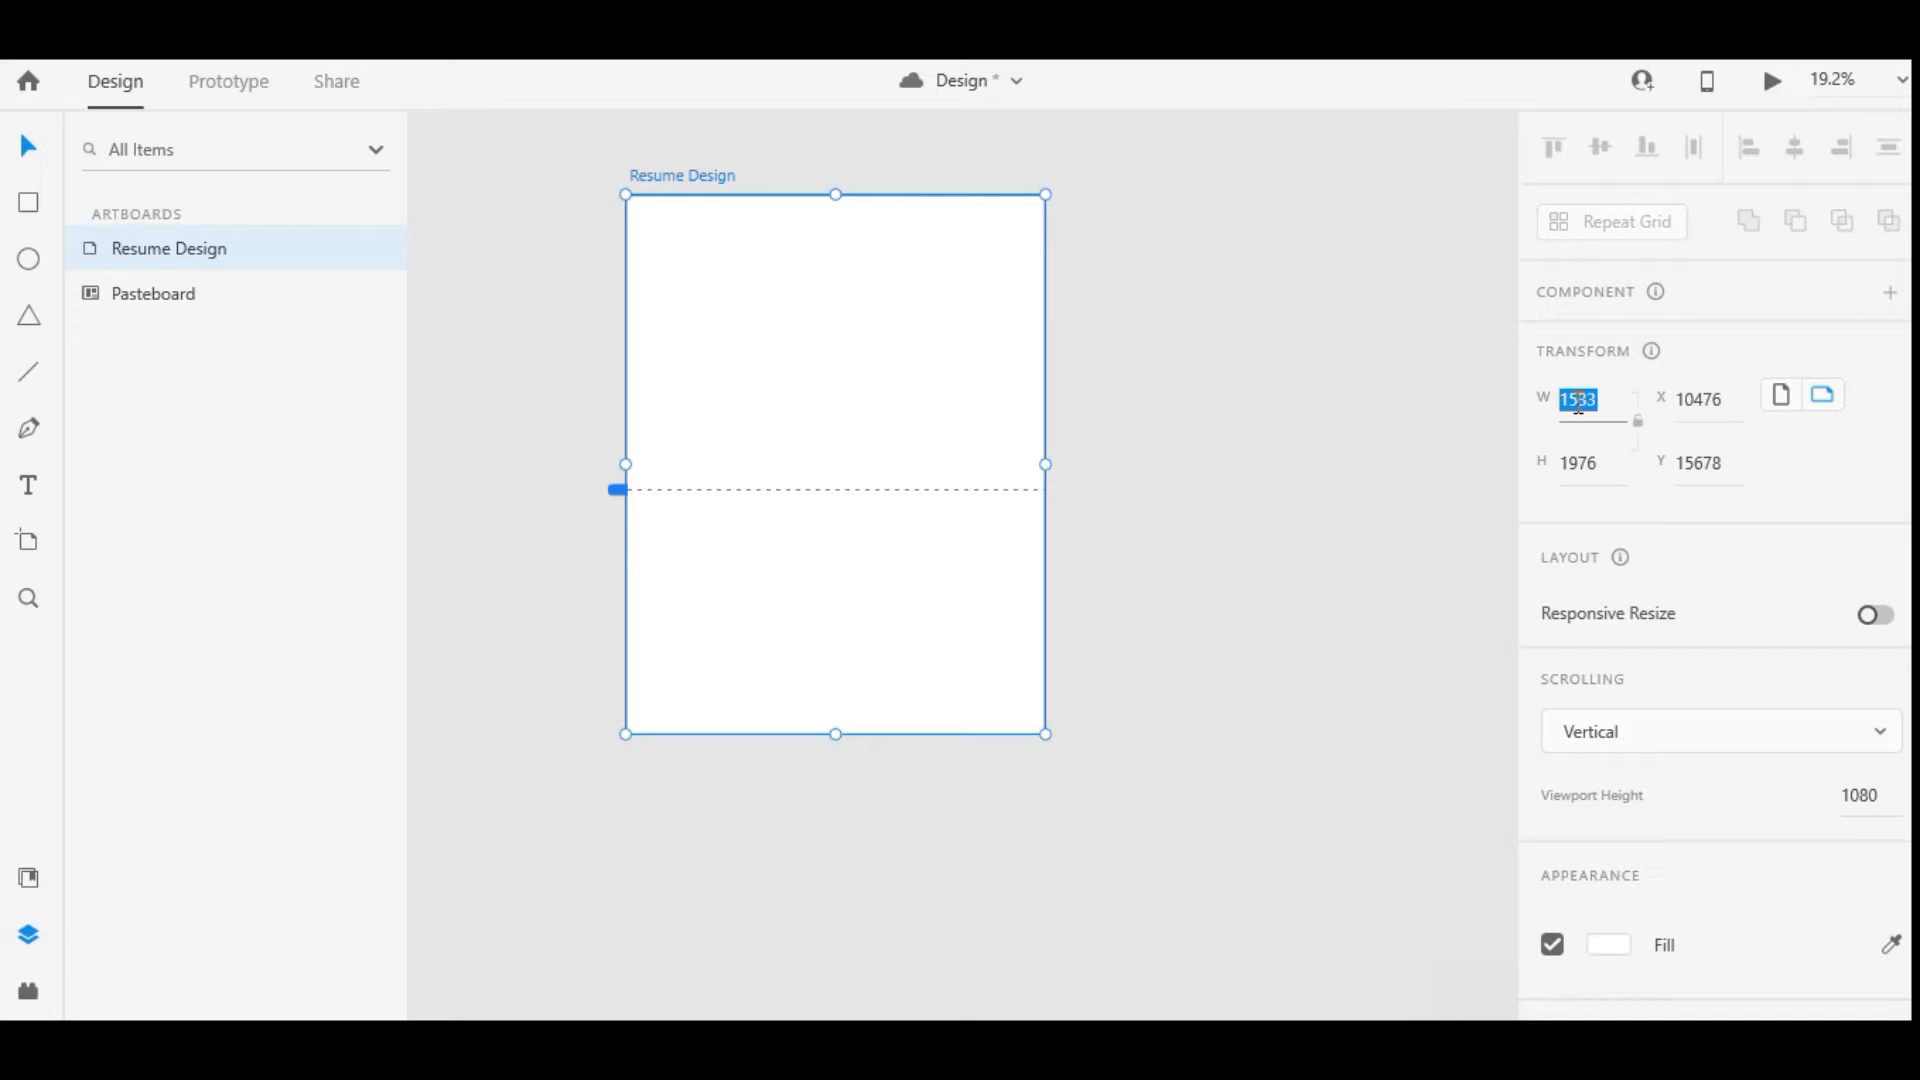 Design Prototype Share Design * 19.2%
All Items
ARTBOARDS
Resume Design
Pasteboard
T
Resume Design
Repeat Grid
COMPONENT
TRANSFORM
W 1533 X 10476
H 1976 Y 15678
LAYOUT
Responsive Resize
SCROLLING
Vertical
Viewport Height 1080
APPEARANCE
Fill